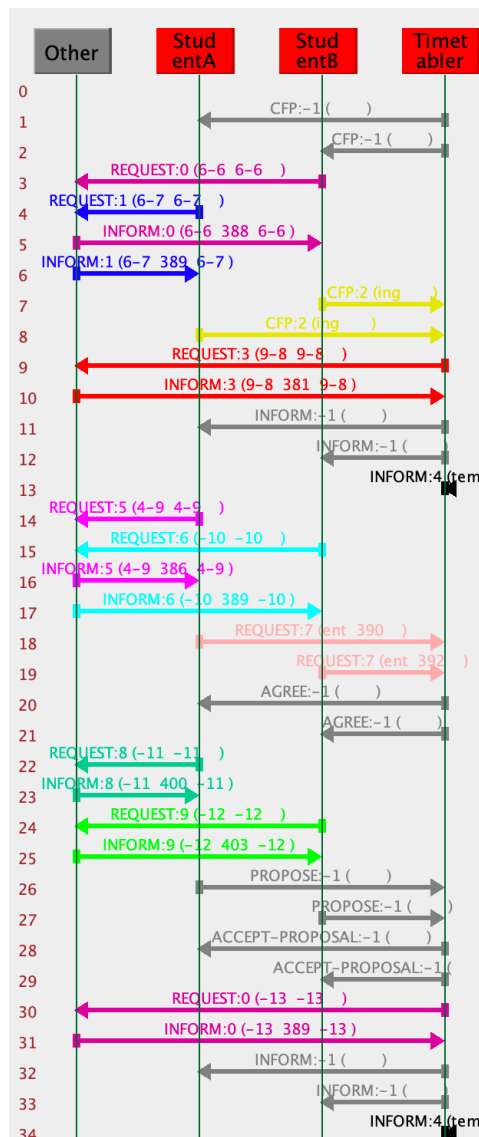 Other
Stud
entA
Stud
entB
Timet
abler
0
1 CFP:-1 ( )
2 CFP:-1 ( )
3 REQUEST:0 (6-6 6-6 )
4 REQUEST:1 (6-7 6-7 )
5 INFORM:0 (6-6 388 6-6 )
6 INFORM:1 (6-7 389 6-7 )
7 CFP:2 (ing )
8 CFP:2 (ing )
9 REQUEST:3 (9-8 9-8 )
10 INFORM:3 (9-8 381 9-8 )
11 INFORM:-1 ( )
12 INFORM:-1 (
13 INFORM:4 (tem
14 REQUEST:5 (4-9 4-9 )
15 REQUEST:6 (-10 -10 )
16 INFORM:5 (4-9 386 4-9 )
17 INFORM:6 (-10 389 -10 )
18 REQUEST:7 (ent 390 )
19 REQUEST:7 (ent 392 )
20 AGREE:-1 ( )
21 AGREE:-1 ( )
22 REQUEST:8 (-11 -11 )
23 INFORM:8 (-11 400 -11 )
24 REQUEST:9 (-12 -12 )
25 INFORM:9 (-12 403 -12 )
26 PROPOSE:-1 ( )
27 PROPOSE:-1 ( )
28 ACCEPT-PROPOSAL:-1 ( )
29 ACCEPT-PROPOSAL:-1 (
30 REQUEST:0 (-13 -13 )
31 INFORM:0 (-13 389 -13 )
32 INFORM:-1 ( )
33 INFORM:-1 ( )
34 INFORM:4 (tem